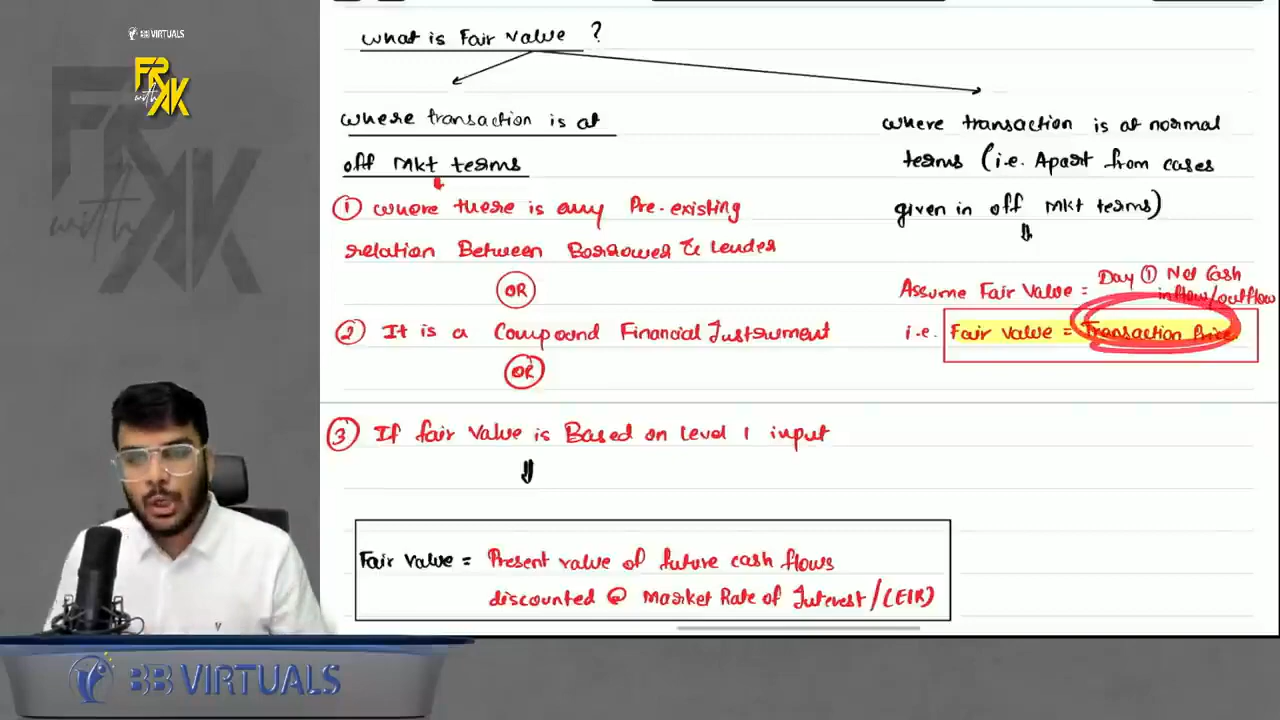 BB VIRTUALS
FR
with
AK
FR
with
AK
What is Fair Value ?
where transaction is at
off Mkt terms
① where there is any Pre-existing
relation Between Borrower & Lender
OR
② It is a Compound Financial Instrument
OR
③ If fair value is Based on Level 1 input
Fair Value = Present value of future cash flows
discounted @ Market Rate of Interest/(EIR)
where transaction is at normal
terms (i.e. Apart from cases
given in off Mkt terms)
Assume Fair Value = Day ① Net Cash
inflow/outflow
i.e. Fair Value = Transaction Price
BB VIRTUALS